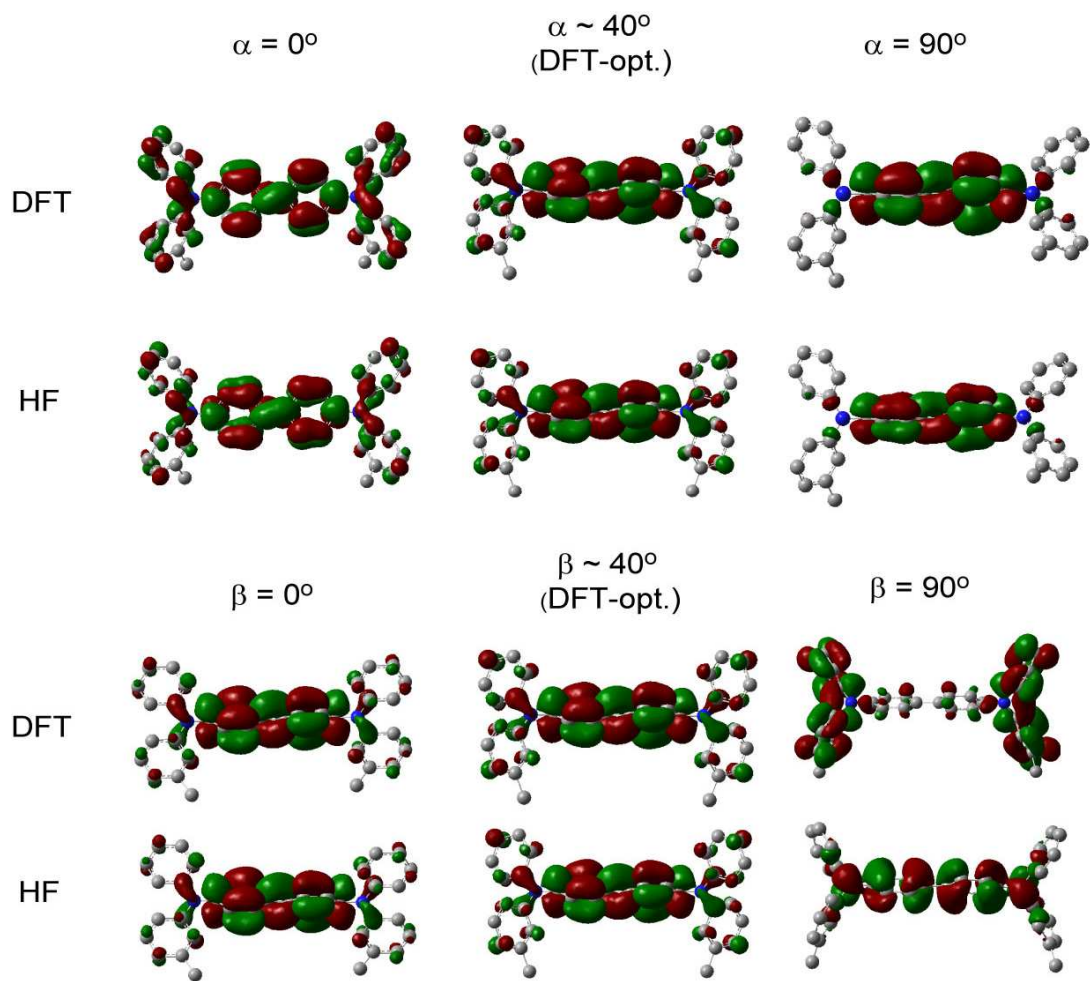 α = 0º
α ~ 40º
(DFT-opt.)
α = 90º
DFT
HF
β = 0º
β ~ 40º
(DFT-opt.)
β = 90º
DFT
HF